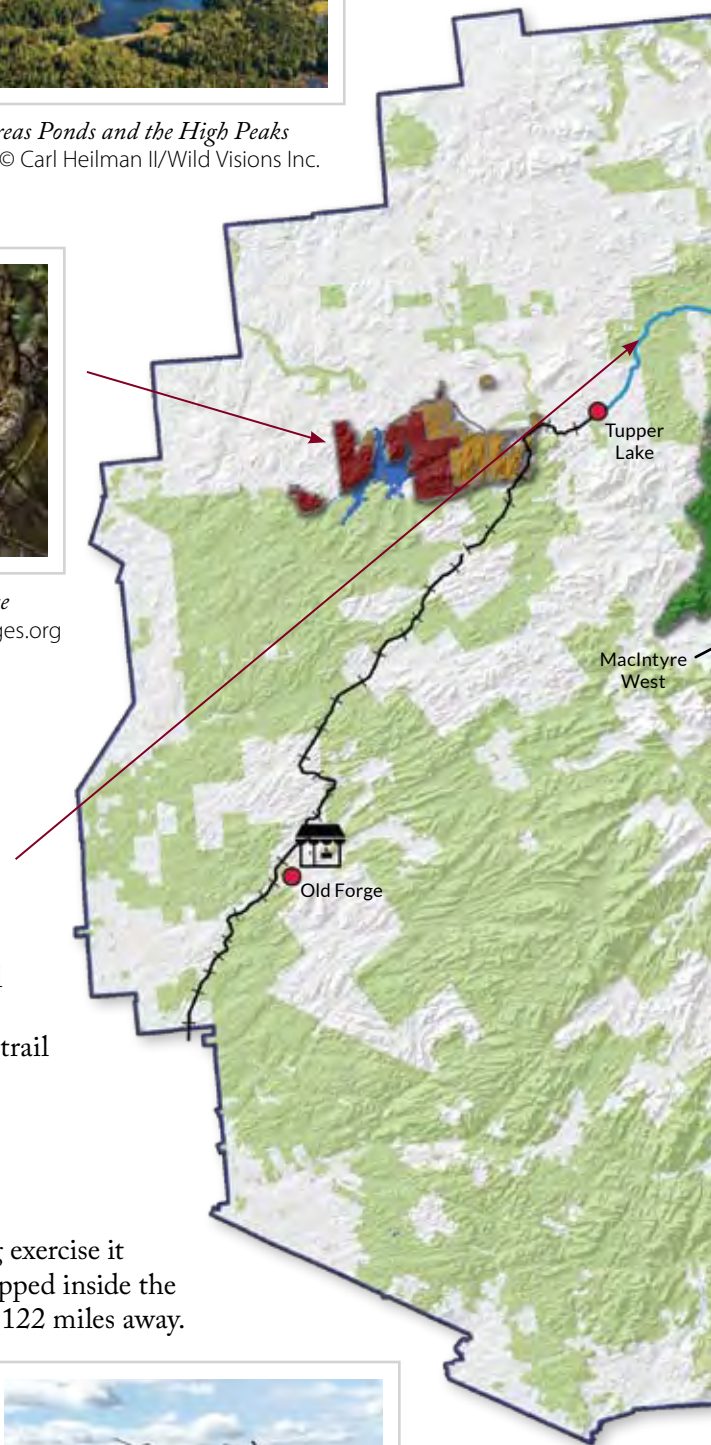 reas Ponds and the High Peaks
© Carl Heilman II/Wild Visions Inc.
ges.org
Tupper
Lake
MacIntyre
West
Old Forge
trail
exercise it
pped inside the
122 miles away.